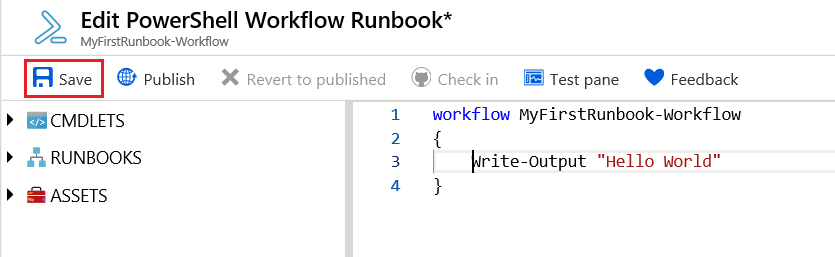 Edit PowerShell Workflow Runbook*
MyFirstRunbook-Workflow
Save Publish Revert to published Check in Test pane Feedback
CMDLETS
RUNBOOKS
ASSETS
1 workflow MyFirstRunbook-Workflow
2 {
3 Write-Output "Hello World"
4 }